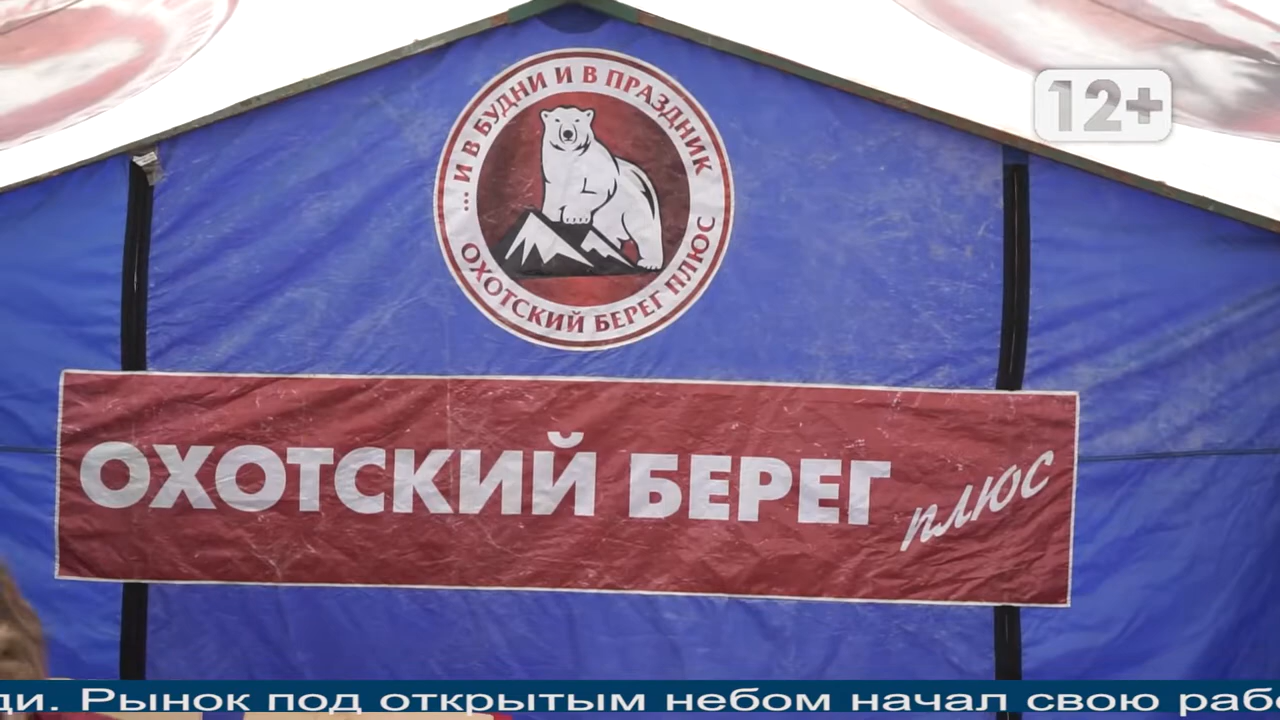 12+
... И В БУДНИ И В ПРАЗДНИК
ОХОТСКИЙ БЕРЕГ ПЛЮС
ОХОТСКИЙ БЕРЕГ плюс
Рынок под открытым небом начал свою